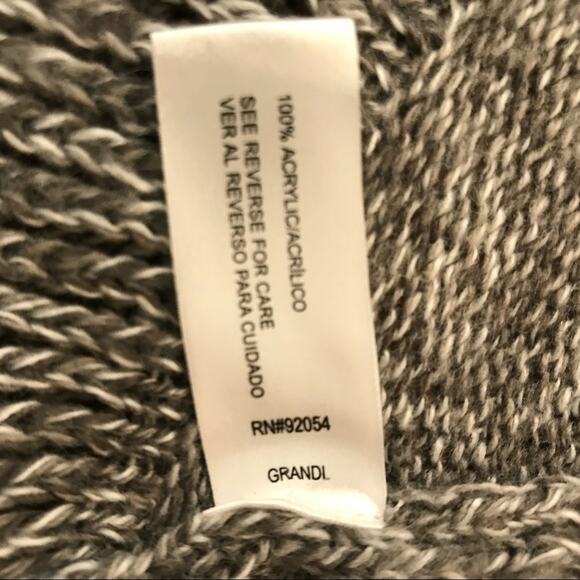 100% ACRYLIC/ACRÍLICO
SEE REVERSE FOR CARE
VER AL REVERSO PARA CUIDADO
RN#92054
GRANDL